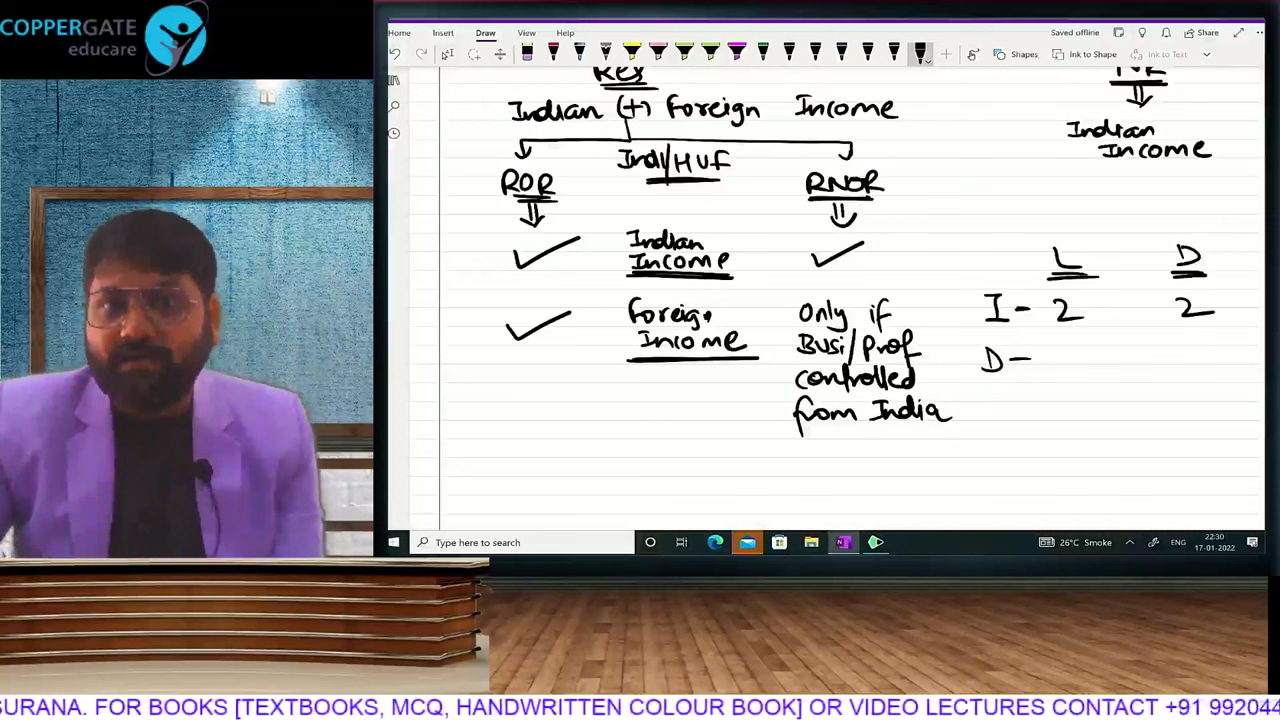 COPPERGATE
educare
Home Insert Draw View Help
Saved offline
Share
Shapes
Ink to Shape
Ink to Text
Res
NR
Indian (+) Foreign Income
Indian
Income
Indi/HUF
ROR
RNOR
Indian
Income
L D
Foreign
Income
Only if
Busi/Prof
controlled
from India
I - 2 2
D -
Type here to search
26°C Smoke
ENG
22:30
17-01-2022
SURANA. FOR BOOKS [TEXTBOOKS, MCQ, HANDWRITTEN COLOUR BOOK] OR VIDEO LECTURES CONTACT +91 992044